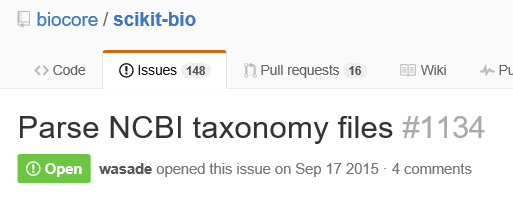 biocore / scikit-bio
Code Issues 148 Pull requests 16 Wiki
Parse NCBI taxonomy files #1134
Open wasade opened this issue on Sep 17 2015 · 4 comments